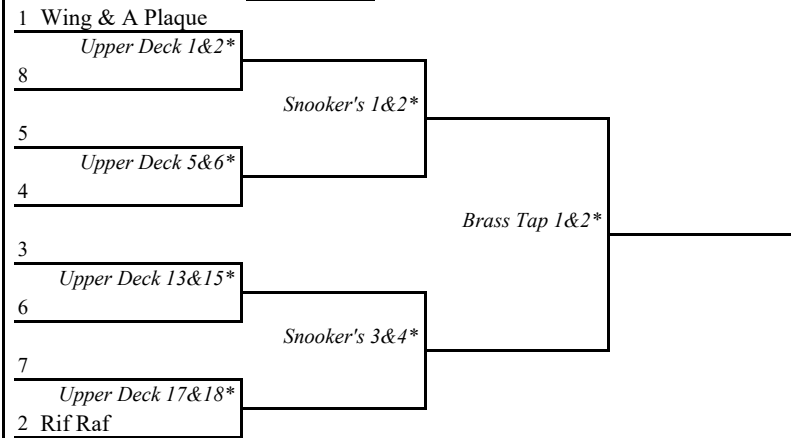 1 Wing & A Plaque
Upper Deck 1&2*
8
Snooker's 1&2*
5
Upper Deck 5&6*
4
Brass Tap 1&2*
3
Upper Deck 13&15*
6
Snooker's 3&4*
7
Upper Deck 17&18*
2 Rif Raf